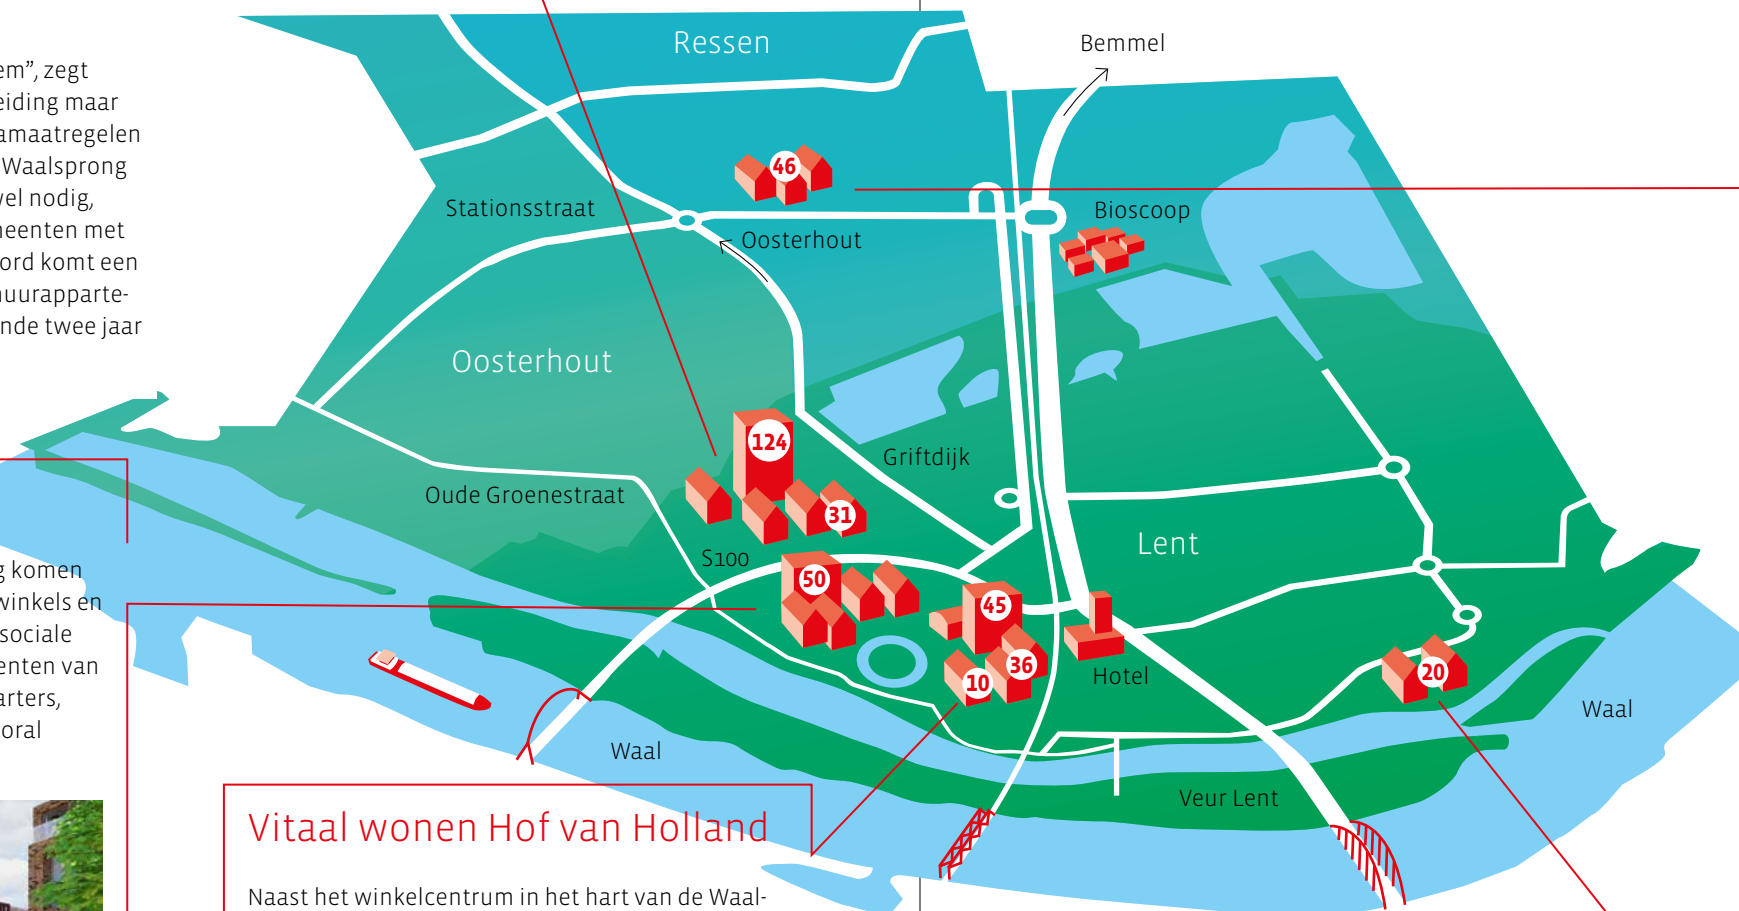 em”, zegt
eiding maar
amaatregelen
Waalsprong
vel nodig,
neenten met
ord komt een
huurapparte-
nde twee jaar
g komen
winkels en
sociale
enten van
arters,
oral
Ressen
Bemmel
46
Stationsstraat
Bioscoop
Oosterhout
Oosterhout
124
Griftdijk
Oude Groenestraat
31
Lent
S100
50
45
36
10
Hotel
20
Waal
Waal
Veur Lent
Vitaal wonen Hof van Holland
Naast het winkelcentrum in het hart van de Waal-